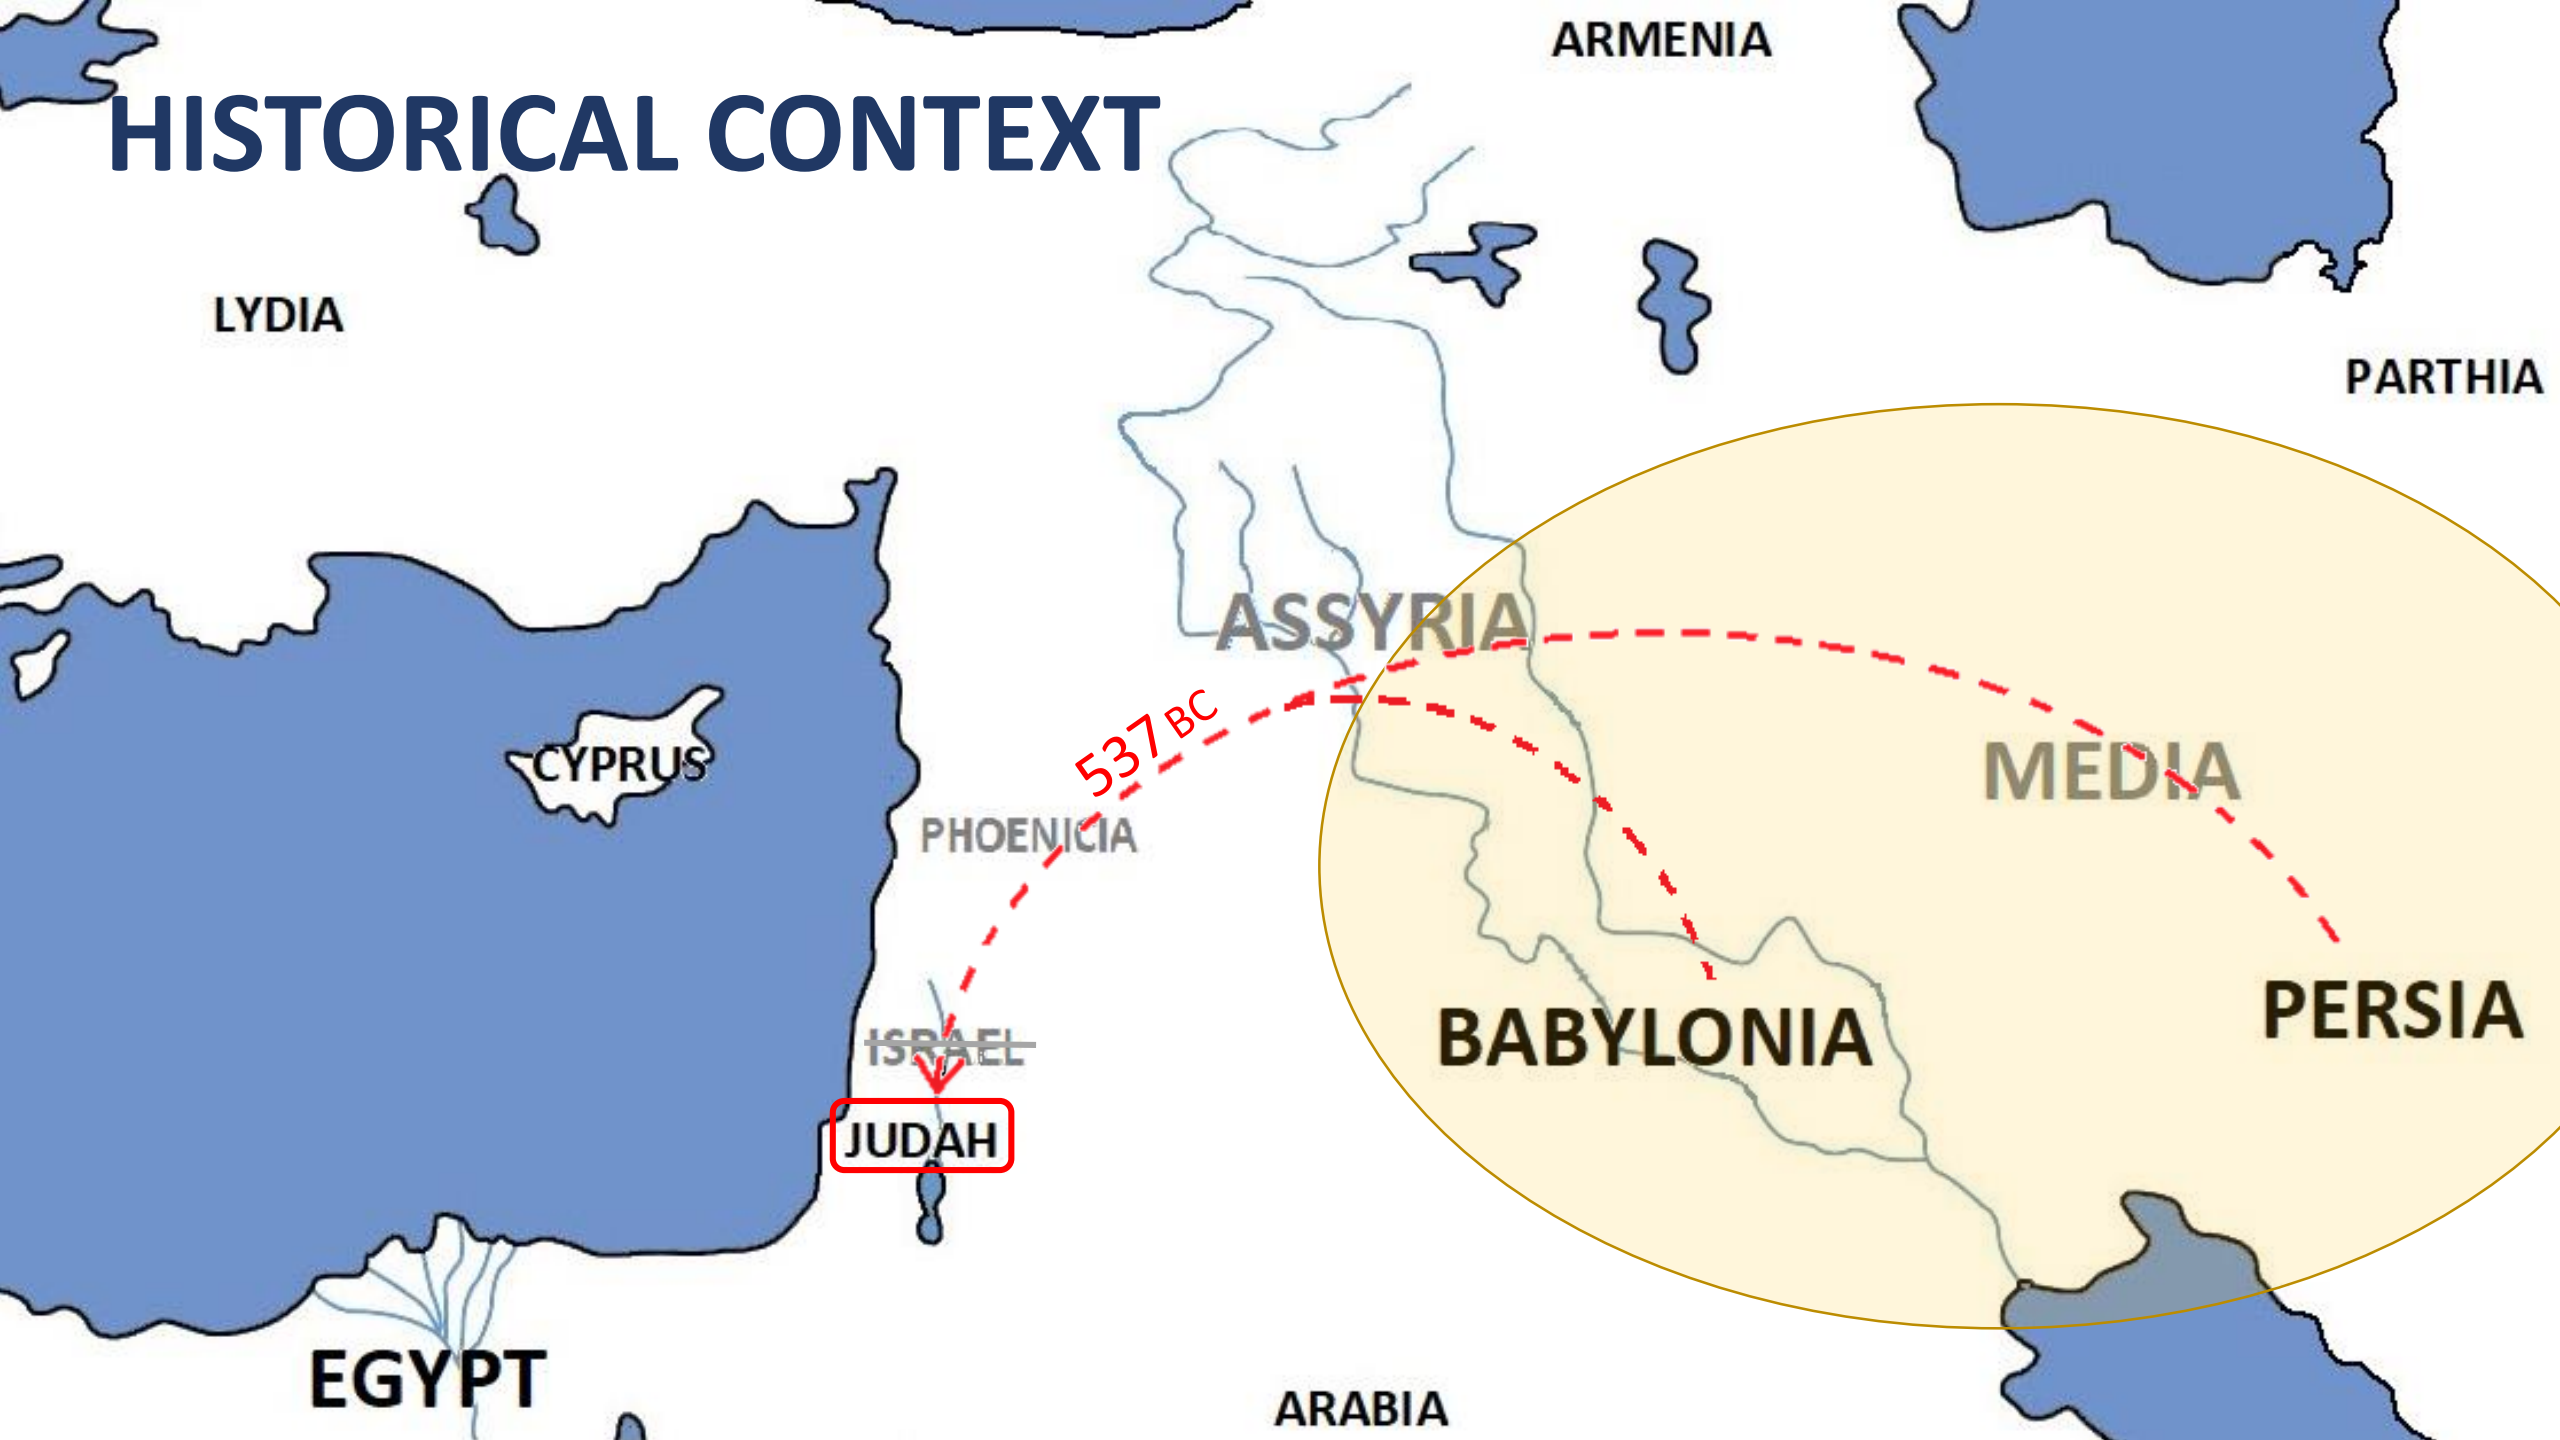 ARMENIA
HISTORICAL CONTEXT
LYDIA
PARTHIA
ASSYRIA
537 BC
CYPRUS
MEDIA
PHOENICIA
PERSIA
BABYLONIA
ISRAEL
JUDAH
EGYPT
ARABIA